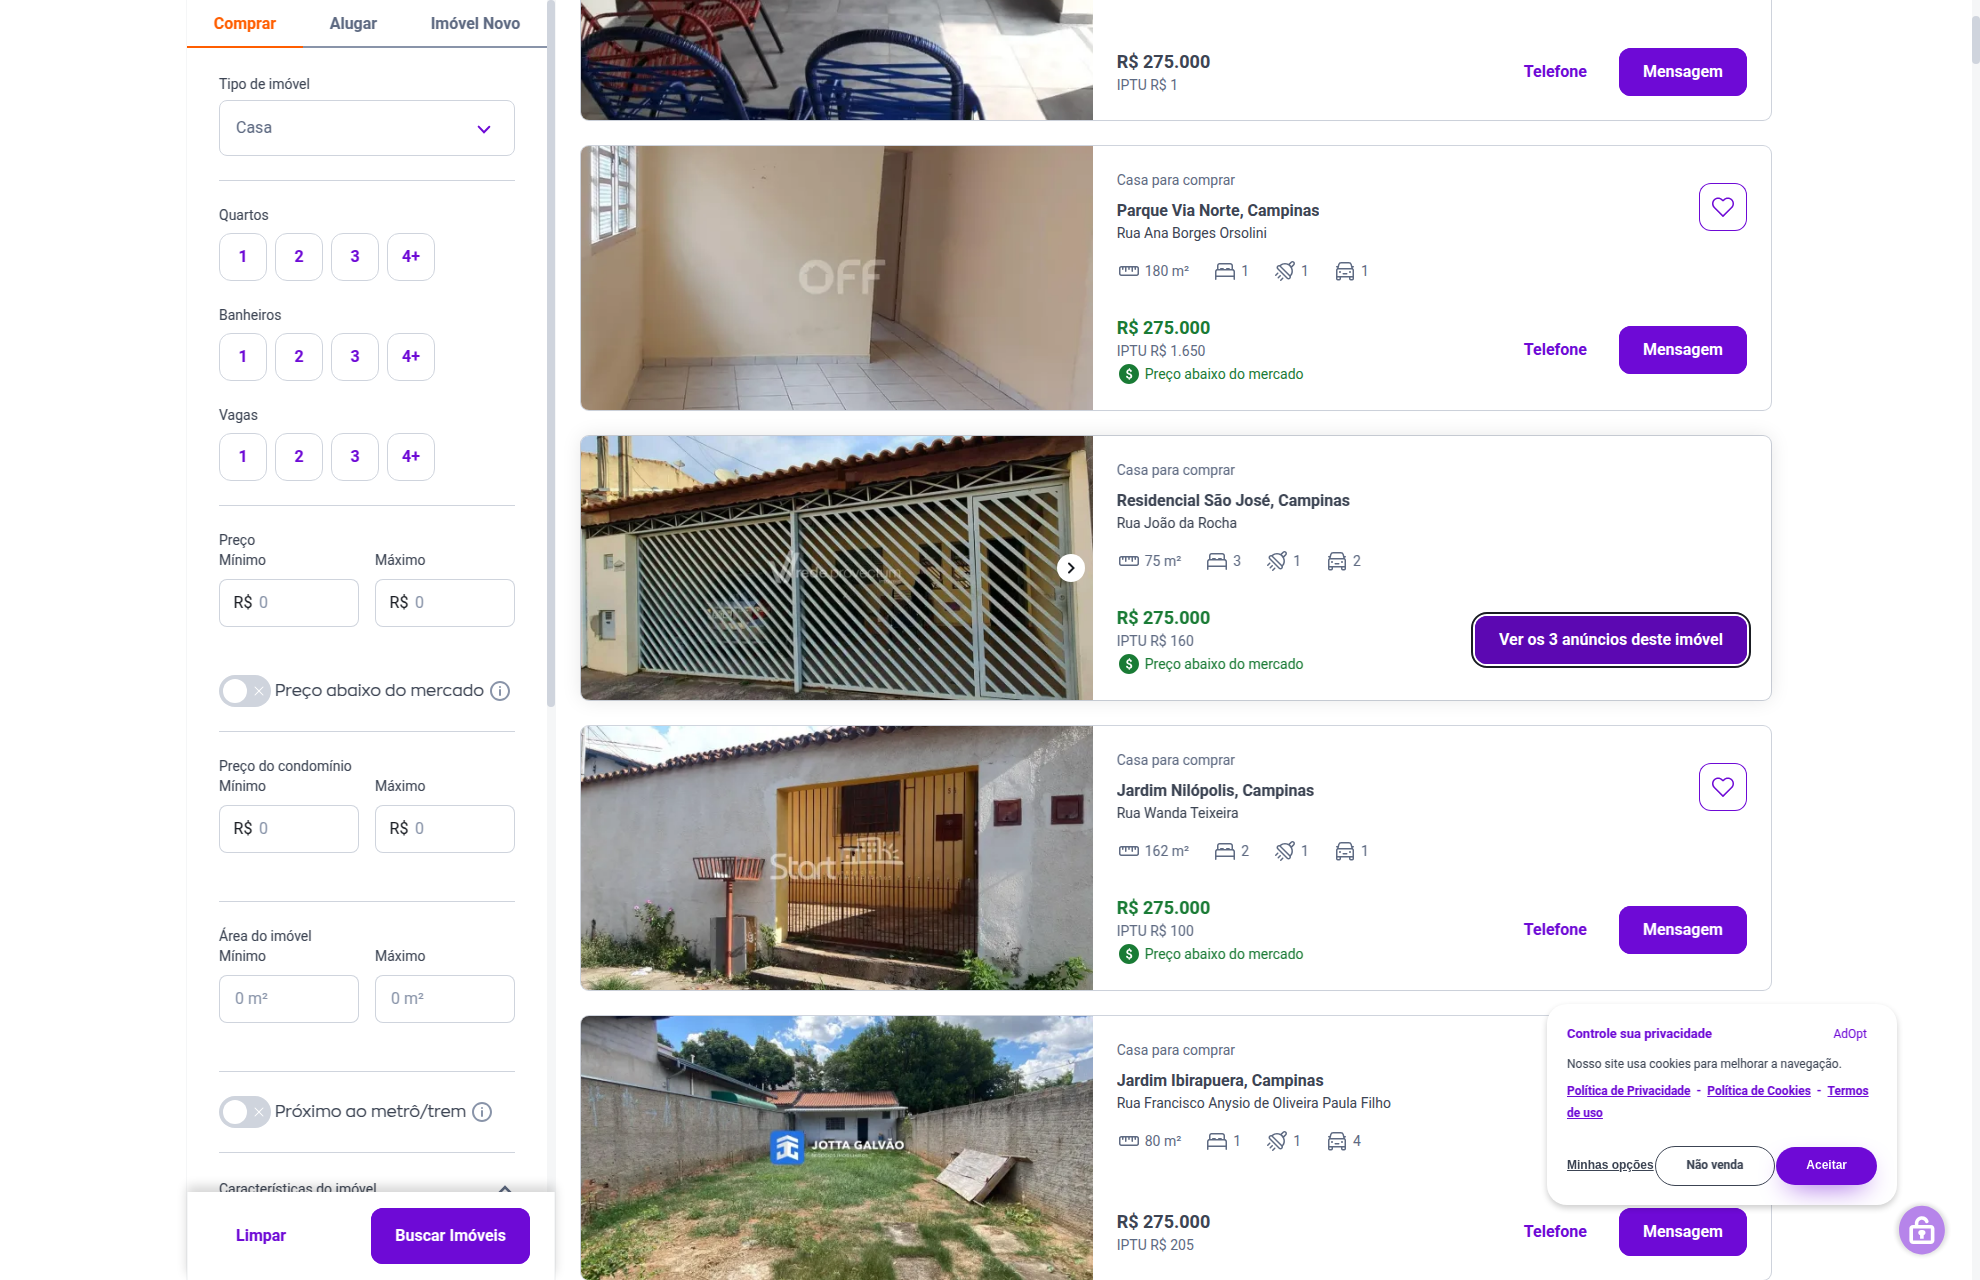 Comprar
Alugar
Imóvel Novo
Tipo de imóvel
Casa
Quartos
1
2
3
4+
Banheiros
1
2
3
4+
Vagas
1
2
3
4+
Preço
Mínimo
Máximo
R$ 0
R$ 0
Preço abaixo do mercado
Preço do condomínio
Mínimo
Máximo
R$ 0
R$ 0
Área do imóvel
Mínimo
Máximo
0 m²
0 m²
Próximo ao metrô/trem
Características do imóvel
Limpar
Buscar Imóveis
R$ 275.000
IPTU R$ 1
Telefone
Mensagem
OFF
Casa para comprar
Parque Via Norte, Campinas
Rua Ana Borges Orsolini
180 m²
1
1
1
R$ 275.000
IPTU R$ 1.650
Preço abaixo do mercado
Telefone
Mensagem
rede provectum
Casa para comprar
Residencial São José, Campinas
Rua João da Rocha
75 m²
3
1
2
R$ 275.000
IPTU R$ 160
Preço abaixo do mercado
Ver os 3 anúncios deste imóvel
Start
Casa para comprar
Jardim Nilópolis, Campinas
Rua Wanda Teixeira
162 m²
2
1
1
R$ 275.000
IPTU R$ 100
Preço abaixo do mercado
Telefone
Mensagem
JOTTA GALVÃO
Casa para comprar
Jardim Ibirapuera, Campinas
Rua Francisco Anysio de Oliveira Paula Filho
80 m²
1
1
4
R$ 275.000
IPTU R$ 205
Telefone
Mensagem
Controle sua privacidade
AdOpt
Nosso site usa cookies para melhorar a navegação.
Política de Privacidade - Política de Cookies - Termos
de uso
Minhas opções
Não venda
Aceitar